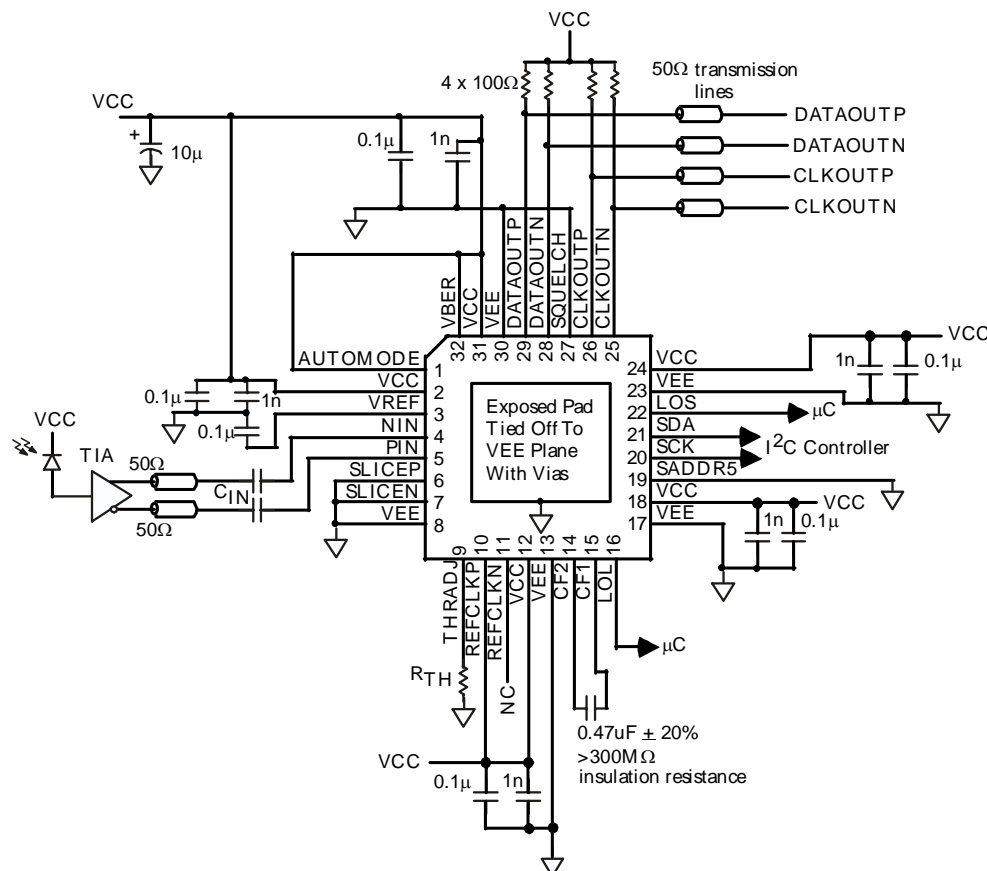 VCC
4 x 100Ω
50Ω transmission
lines
VCC
+
10µ
0.1µ
1n
DATAOUTP
DATAOUTN
CLKOUTP
CLKOUTN
VBER
VCC
VEE
DATAOUTP
DATAOUTN
SQUELCH
CLKOUTP
CLKOUTN
32
31
30
29
28
27
26
25
AUTOMODE
1
VCC
2
VREF
3
NIN
4
PIN
5
SLICEP
6
SLICEN
7
VEE
8
0.1µ
1n
0.1µ
VCC
TIA
50Ω
50Ω
CIN
Exposed Pad
Tied Off To
VEE Plane
With Vias
24
VCC
23
VEE
22
LOS
21
SDA
20
SCK
19
SADDR5
18
VCC
17
VEE
VCC
1n
0.1µ
µC
I2C Controller
VCC
1n
0.1µ
9
10
11
12
13
14
15
16
THRADJ
REFCLKP
REFCLKN
VCC
VEE
CF2
CF1
LOL
RTH
NC
µC
0.47uF ± 20%
>300MΩ
insulation resistance
VCC
0.1µ
1n